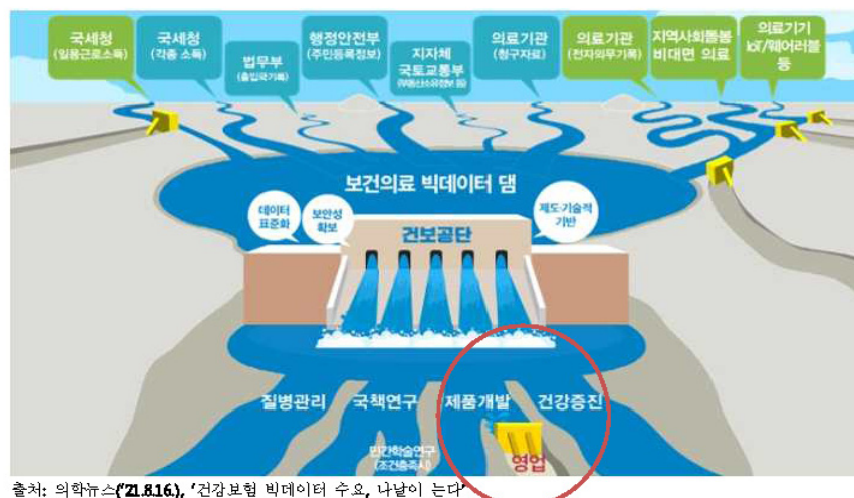 국세청
(일용근로소득)
국세청
(각종 소득)
법무부
(출입국기록)
행정안전부
(주민등록정보)
지자체
국토교통부
(부동산소유정보 등)
의료기관
(청구자료)
의료기관
(전자의무기록)
지역사회돌봄
비대면 의료
의료기기
IoT/웨어러블
등
보건의료 빅데이터 댐
데이터
표준화
보안성
확보
건보공단
제도·기술적
기반
질병관리
국책연구
제품개발
건강증진
민간학술연구
(조건충족시)
영업
출처: 의학뉴스('21.8.16.), '건강보험 빅데이터 수요, 나날이 는다'